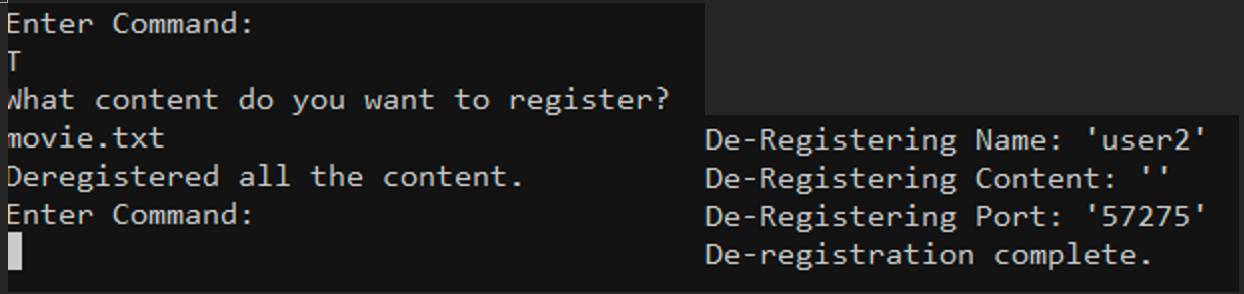 Enter Command:
T
What content do you want to register?
movie.txt
Deregistered all the content.
Enter Command:
De-Registering Name: 'user2'
De-Registering Content: ''
De-Registering Port: '57275'
De-registration complete.